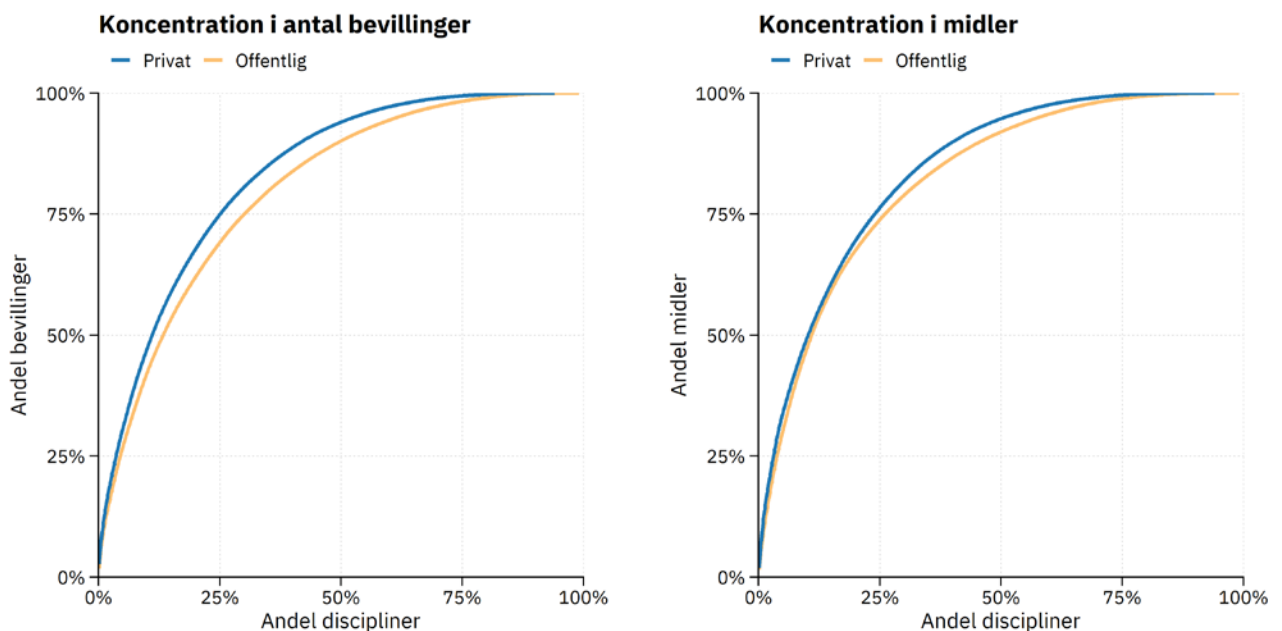 Koncentration i antal bevillinger
Privat Offentlig
100%
75%
50%
25%
0%
Andel bevillinger
0% 25% 50% 75% 100%
Andel discipliner
Koncentration i midler
Privat Offentlig
100%
75%
50%
25%
0%
Andel midler
0% 25% 50% 75% 100%
Andel discipliner